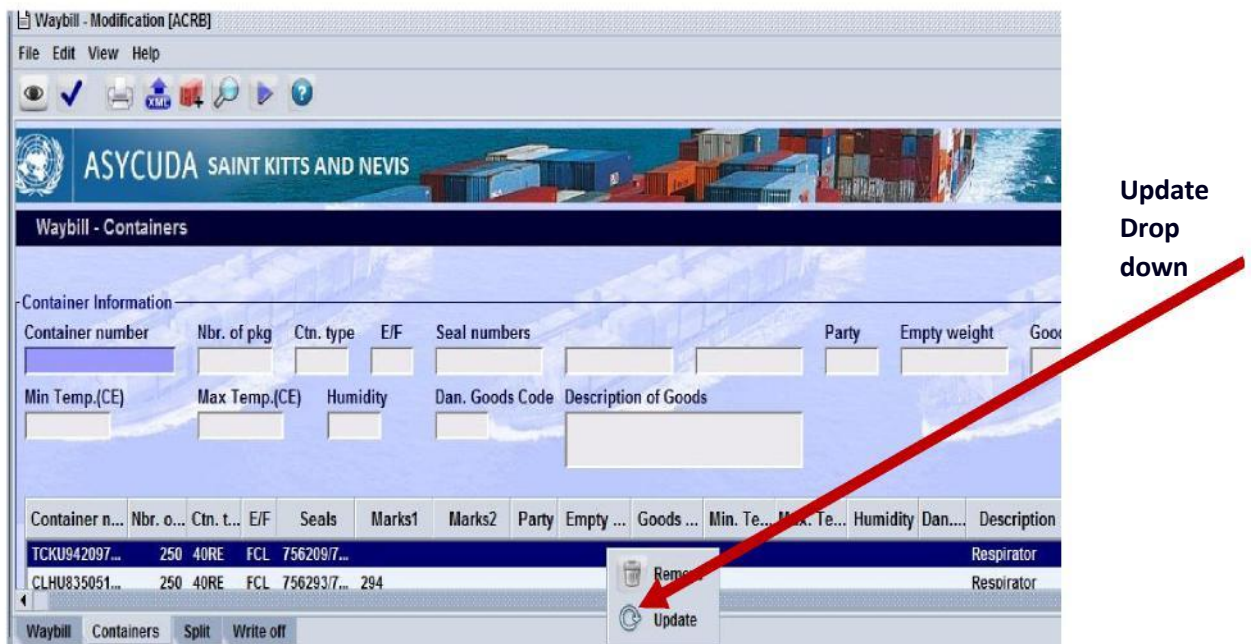 Waybill - Modification [ACRB]
File Edit View Help
XML
ASYCUDA SAINT KITTS AND NEVIS
Waybill - Containers
Update
Drop
down
Container Information
Container number Nbr. of pkg Ctn. type E/F Seal numbers Party Empty weight
Min Temp.(CE) Max Temp.(CE) Humidity Dan. Goods Code Description of Goods
Container n... Nbr. o... Ctn. t... E/F Seals Marks1 Marks2 Party Empty ... Goods ... Min. Te... Max. Te... Humidity Dan.... Description
TCKU942097... 250 40RE FCL 756209/7... Respirator
CLHU835051... 250 40RE FCL 756293/7... 294 Respirator
Remove
Update
Waybill Containers Split Write off